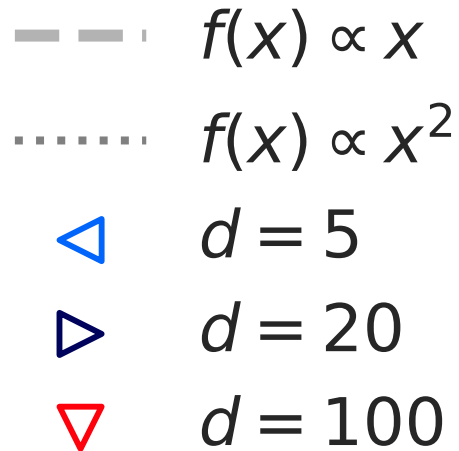 f(x) ∝ x
f(x) ∝ x²
d = 5
d = 20
d = 100